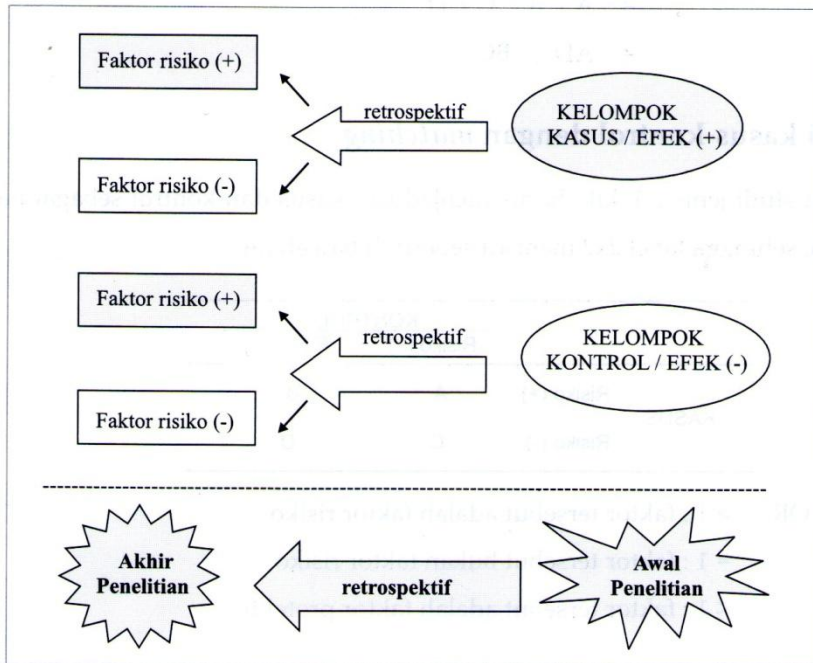 Faktor risiko (+)
retrospektif
KELOMPOK
KASUS / EFEK (+)
Faktor risiko (-)
Faktor risiko (+)
retrospektif
KELOMPOK
KONTROL / EFEK (-)
Faktor risiko (-)
Akhir
Penelitian
retrospektif
Awal
Penelitian